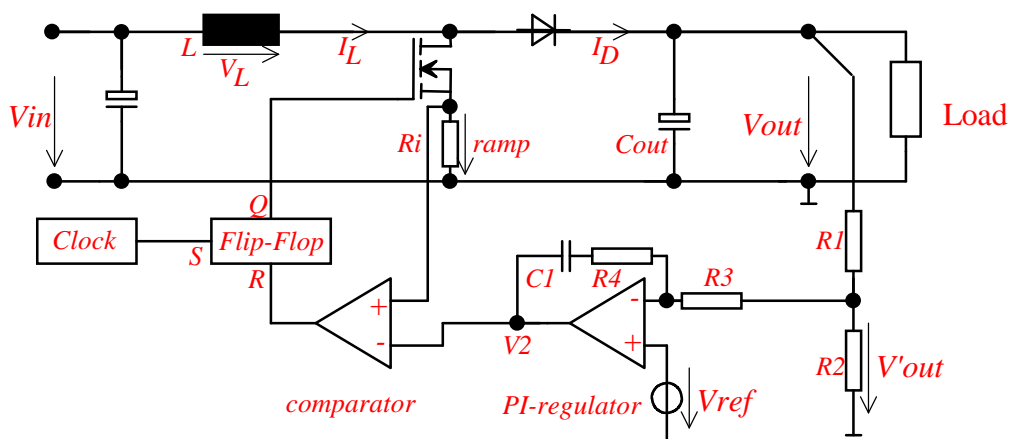 L
V_L
I_L
I_D
Vin
Ri
ramp
Cout
Vout
Load
Q
Clock
S
Flip-Flop
R
C1
R4
R3
R1
+
-
-
+
V2
R2
V'out
comparator
PI-regulator
Vref